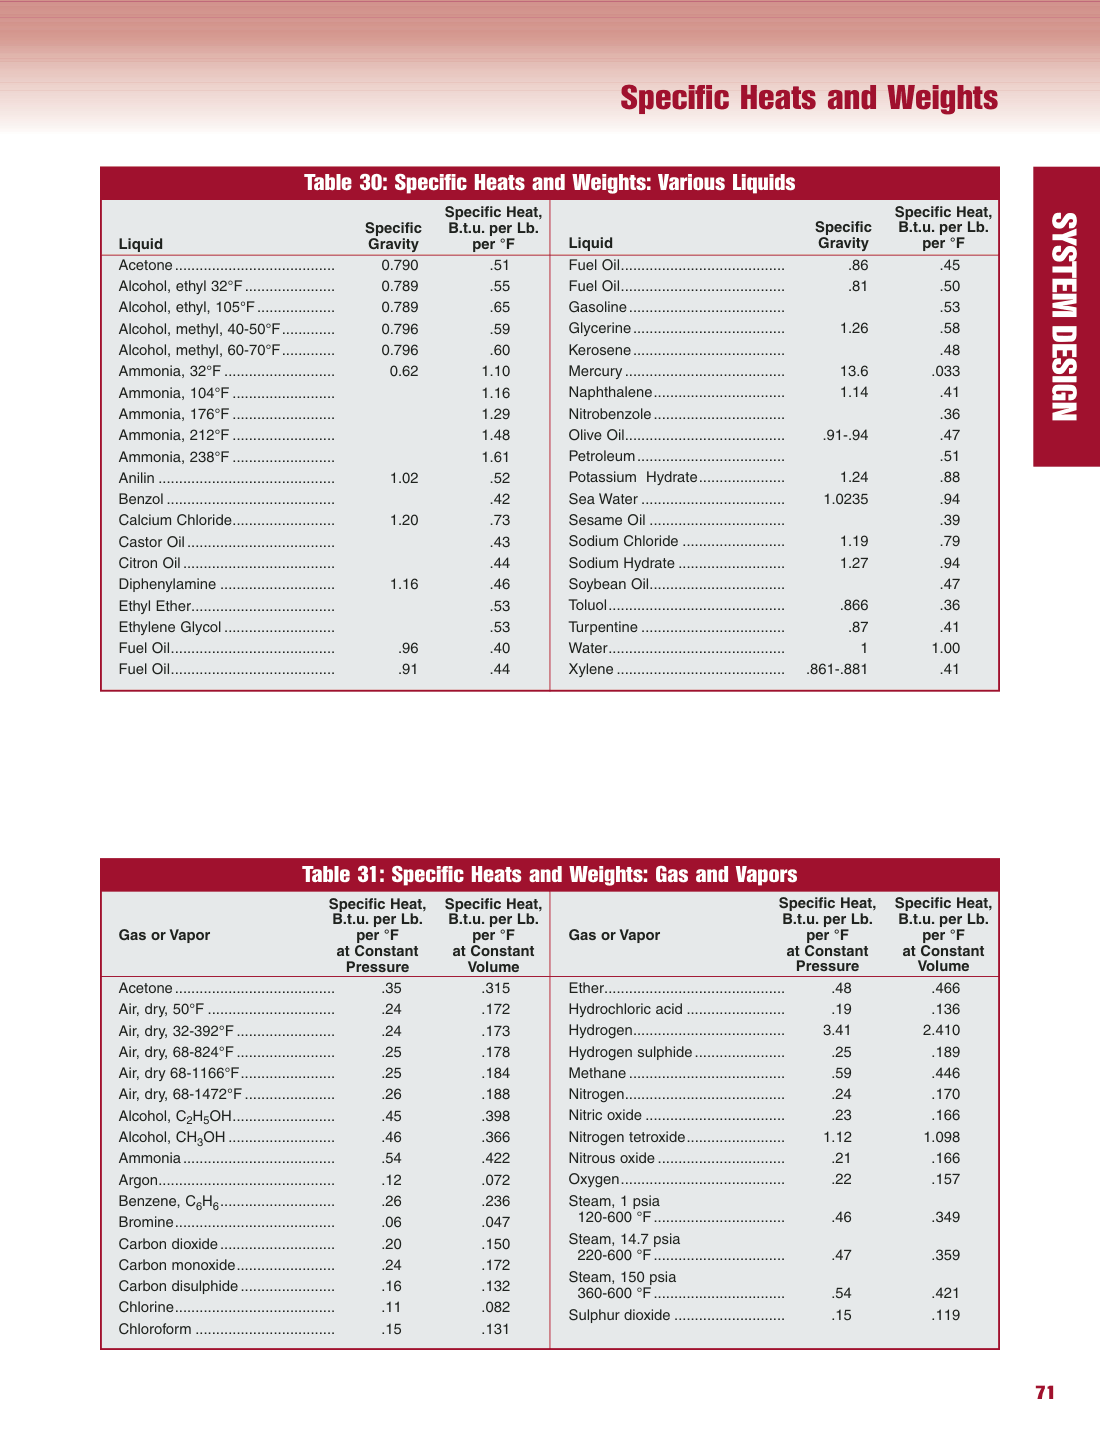 Specific Heats and Weights
SYSTEM DESIGN
Table 30: Specific Heats and Weights: Various Liquids
Liquid Specific Gravity Specific Heat, B.t.u. per Lb. per °F
Acetone ....................................... 0.790 .51
Alcohol, ethyl 32°F ...................... 0.789 .55
Alcohol, ethyl, 105°F ................... 0.789 .65
Alcohol, methyl, 40-50°F ............. 0.796 .59
Alcohol, methyl, 60-70°F ............. 0.796 .60
Ammonia, 32°F ........................... 0.62 1.10
Ammonia, 104°F ......................... 1.16
Ammonia, 176°F ......................... 1.29
Ammonia, 212°F ......................... 1.48
Ammonia, 238°F ......................... 1.61
Anilin ........................................... 1.02 .52
Benzol ......................................... .42
Calcium Chloride......................... 1.20 .73
Castor Oil .................................... .43
Citron Oil ..................................... .44
Diphenylamine ............................ 1.16 .46
Ethyl Ether................................... .53
Ethylene Glycol ........................... .53
Fuel Oil........................................ .96 .40
Fuel Oil........................................ .91 .44
Liquid Specific Gravity Specific Heat, B.t.u. per Lb. per °F
Fuel Oil........................................ .86 .45
Fuel Oil........................................ .81 .50
Gasoline ...................................... .53
Glycerine ..................................... 1.26 .58
Kerosene ..................................... .48
Mercury ....................................... 13.6 .033
Naphthalene................................ 1.14 .41
Nitrobenzole ................................ .36
Olive Oil....................................... .91-.94 .47
Petroleum .................................... .51
Potassium Hydrate..................... 1.24 .88
Sea Water ................................... 1.0235 .94
Sesame Oil ................................. .39
Sodium Chloride ......................... 1.19 .79
Sodium Hydrate .......................... 1.27 .94
Soybean Oil................................. .47
Toluol........................................... .866 .36
Turpentine ................................... .87 .41
Water........................................... 1 1.00
Xylene ......................................... .861-.881 .41
Table 31: Specific Heats and Weights: Gas and Vapors
Gas or Vapor Specific Heat, B.t.u. per Lb. per °F at Constant Pressure Specific Heat, B.t.u. per Lb. per °F at Constant Volume
Acetone ....................................... .35 .315
Air, dry, 50°F ............................... .24 .172
Air, dry, 32-392°F ........................ .24 .173
Air, dry, 68-824°F ........................ .25 .178
Air, dry 68-1166°F....................... .25 .184
Air, dry, 68-1472°F ...................... .26 .188
Alcohol, C2H5OH......................... .45 .398
Alcohol, CH3OH .......................... .46 .366
Ammonia ..................................... .54 .422
Argon........................................... .12 .072
Benzene, C6H6............................ .26 .236
Bromine....................................... .06 .047
Carbon dioxide ............................ .20 .150
Carbon monoxide........................ .24 .172
Carbon disulphide ....................... .16 .132
Chlorine....................................... .11 .082
Chloroform .................................. .15 .131
Gas or Vapor Specific Heat, B.t.u. per Lb. per °F at Constant Pressure Specific Heat, B.t.u. per Lb. per °F at Constant Volume
Ether............................................ .48 .466
Hydrochloric acid ........................ .19 .136
Hydrogen..................................... 3.41 2.410
Hydrogen sulphide ...................... .25 .189
Methane ...................................... .59 .446
Nitrogen....................................... .24 .170
Nitric oxide .................................. .23 .166
Nitrogen tetroxide........................ 1.12 1.098
Nitrous oxide ............................... .21 .166
Oxygen........................................ .22 .157
Steam, 1 psia
120-600 °F ................................ .46 .349
Steam, 14.7 psia
220-600 °F ................................ .47 .359
Steam, 150 psia
360-600 °F ................................ .54 .421
Sulphur dioxide ........................... .15 .119
71